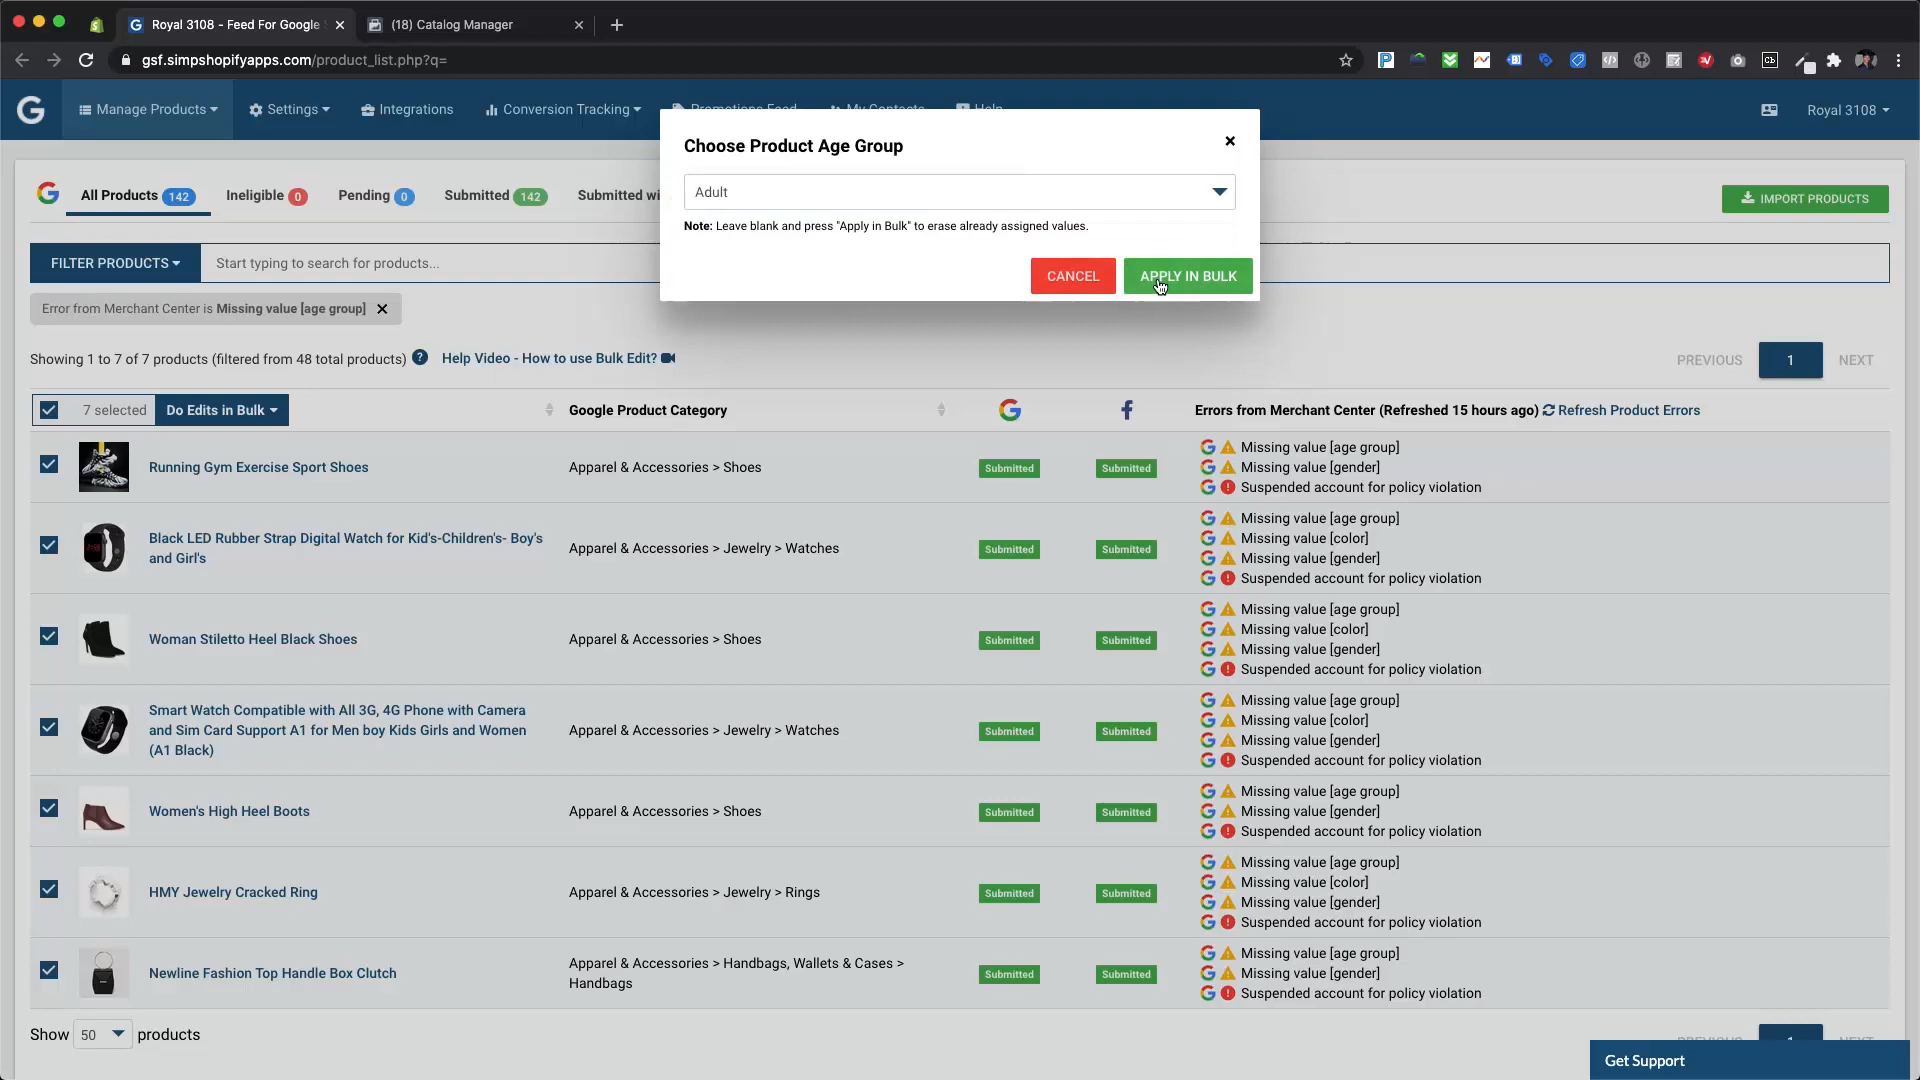 Royal 3108 - Feed For Google
(18) Catalog Manager
gsf.simpshopifyapps.com/product_list.php?q=
Manage Products
Settings
Integrations
Conversion Tracking
Promotions Feed
My Contacts
Help
Royal 3108
Choose Product Age Group
Adult
Note: Leave blank and press "Apply in Bulk" to erase already assigned values.
CANCEL
APPLY IN BULK
All Products 142
Ineligible 0
Pending 0
Submitted 142
Submitted wi
IMPORT PRODUCTS
FILTER PRODUCTS
Start typing to search for products...
Error from Merchant Center is Missing value [age group]
Showing 1 to 7 of 7 products (filtered from 48 total products)
Help Video - How to use Bulk Edit?
PREVIOUS
1
NEXT
7 selected
Do Edits in Bulk
Google Product Category
Errors from Merchant Center (Refreshed 15 hours ago) Refresh Product Errors
Running Gym Exercise Sport Shoes
Apparel & Accessories > Shoes
Submitted
Submitted
Missing value [age group]
Missing value [gender]
Suspended account for policy violation
Black LED Rubber Strap Digital Watch for Kid's-Children's- Boy's
and Girl's
Apparel & Accessories > Jewelry > Watches
Submitted
Submitted
Missing value [age group]
Missing value [color]
Missing value [gender]
Suspended account for policy violation
Woman Stiletto Heel Black Shoes
Apparel & Accessories > Shoes
Submitted
Submitted
Missing value [age group]
Missing value [color]
Missing value [gender]
Suspended account for policy violation
Smart Watch Compatible with All 3G, 4G Phone with Camera
and Sim Card Support A1 for Men boy Kids Girls and Women
(A1 Black)
Apparel & Accessories > Jewelry > Watches
Submitted
Submitted
Missing value [age group]
Missing value [color]
Missing value [gender]
Suspended account for policy violation
Women's High Heel Boots
Apparel & Accessories > Shoes
Submitted
Submitted
Missing value [age group]
Missing value [gender]
Suspended account for policy violation
HMY Jewelry Cracked Ring
Apparel & Accessories > Jewelry > Rings
Submitted
Submitted
Missing value [age group]
Missing value [color]
Missing value [gender]
Suspended account for policy violation
Newline Fashion Top Handle Box Clutch
Apparel & Accessories > Handbags, Wallets & Cases >
Handbags
Submitted
Submitted
Missing value [age group]
Missing value [gender]
Suspended account for policy violation
Show 50 products
PREVIOUS
1
NEXT
Get Support